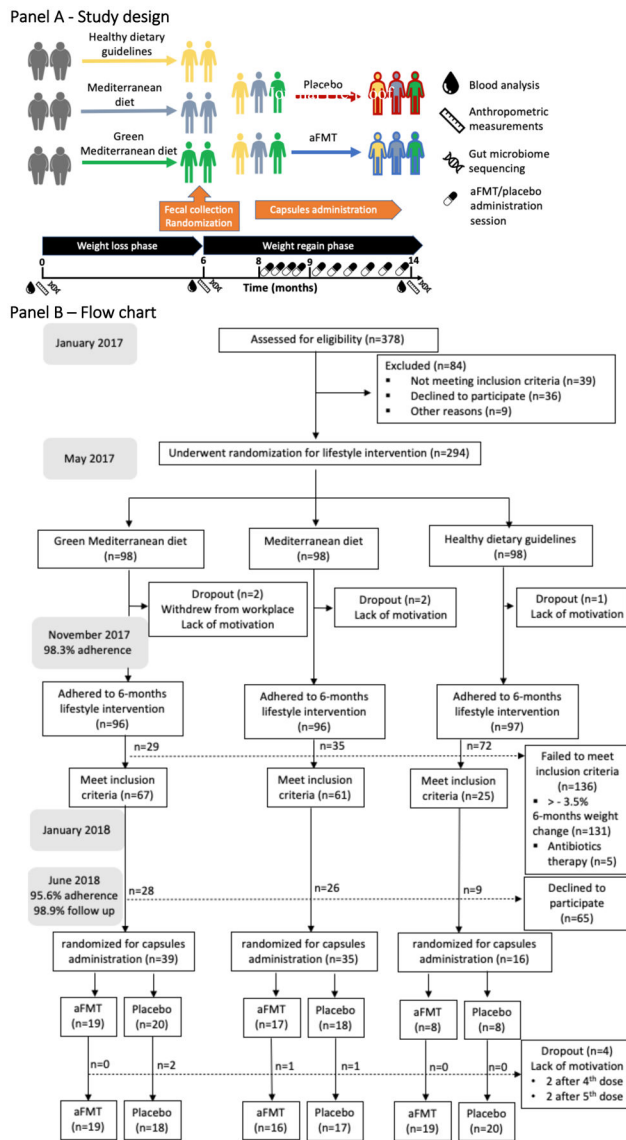 Panel A - Study design
Healthy dietary
guidelines
Mediterranean
diet
Green
Mediterranean diet
Placebo
aFMT
Blood analysis
Anthropometric
measurements
Gut microbiome
sequencing
aFMT/placebo
administration
session
Fecal collection
Randomization
Capsules administration
Weight loss phase
Weight regain phase
0
6
8
9
14
Time (months)
Panel B – Flow chart
January 2017
Assessed for eligibility (n=378)
Excluded (n=84)
▪ Not meeting inclusion criteria (n=39)
▪ Declined to participate (n=36)
▪ Other reasons (n=9)
May 2017
Underwent randomization for lifestyle intervention (n=294)
Green Mediterranean diet
(n=98)
Mediterranean diet
(n=98)
Healthy dietary guidelines
(n=98)
Dropout (n=2)
Withdrew from workplace
Lack of motivation
Dropout (n=2)
Lack of motivation
Dropout (n=1)
Lack of motivation
November 2017
98.3% adherence
Adhered to 6-months
lifestyle intervention
(n=96)
Adhered to 6-months
lifestyle intervention
(n=96)
Adhered to 6-months
lifestyle intervention
(n=97)
n=29
n=35
n=72
Failed to meet
inclusion criteria
(n=136)
▪ > - 3.5%
6-months weight
change (n=131)
▪ Antibiotics
therapy (n=5)
Meet inclusion
criteria (n=67)
Meet inclusion
criteria (n=61)
Meet inclusion
criteria (n=25)
January 2018
June 2018
95.6% adherence
98.9% follow up
n=28
n=26
n=9
Declined to
participate
(n=65)
randomized for capsules
administration (n=39)
randomized for capsules
administration (n=35)
randomized for capsules
administration (n=16)
aFMT
(n=19)
Placebo
(n=20)
aFMT
(n=17)
Placebo
(n=18)
aFMT
(n=8)
Placebo
(n=8)
n=0
n=2
n=1
n=1
n=0
n=0
Dropout (n=4)
Lack of motivation
• 2 after 4th dose
• 2 after 5th dose
aFMT
(n=19)
Placebo
(n=18)
aFMT
(n=16)
Placebo
(n=17)
aFMT
(n=19)
Placebo
(n=20)